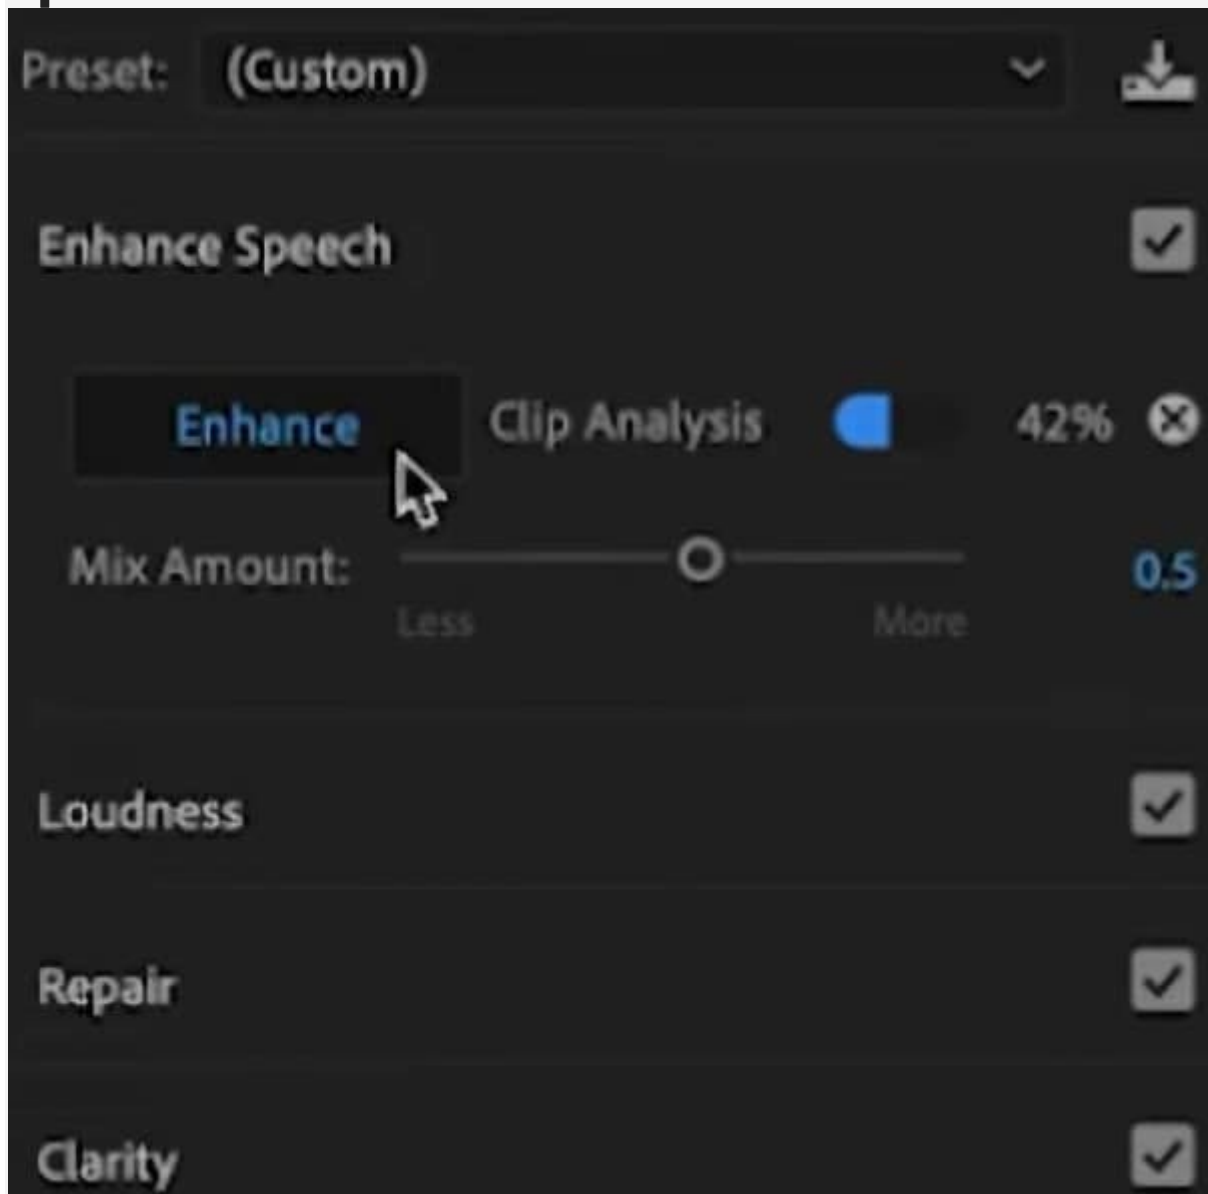 Preset: (Custom)
Enhance Speech
Enhance Clip Analysis 42%
Mix Amount: 0.5
Less More
Loudness
Repair
Clarity